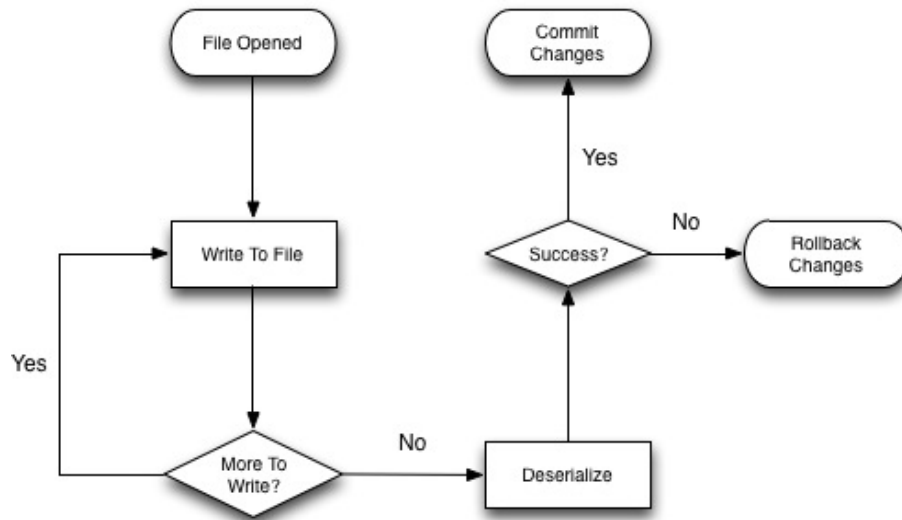 File Opened
Commit
Changes
Yes
No
Write To File
Success?
Rollback
Changes
Yes
No
More To
Write?
Deserialize